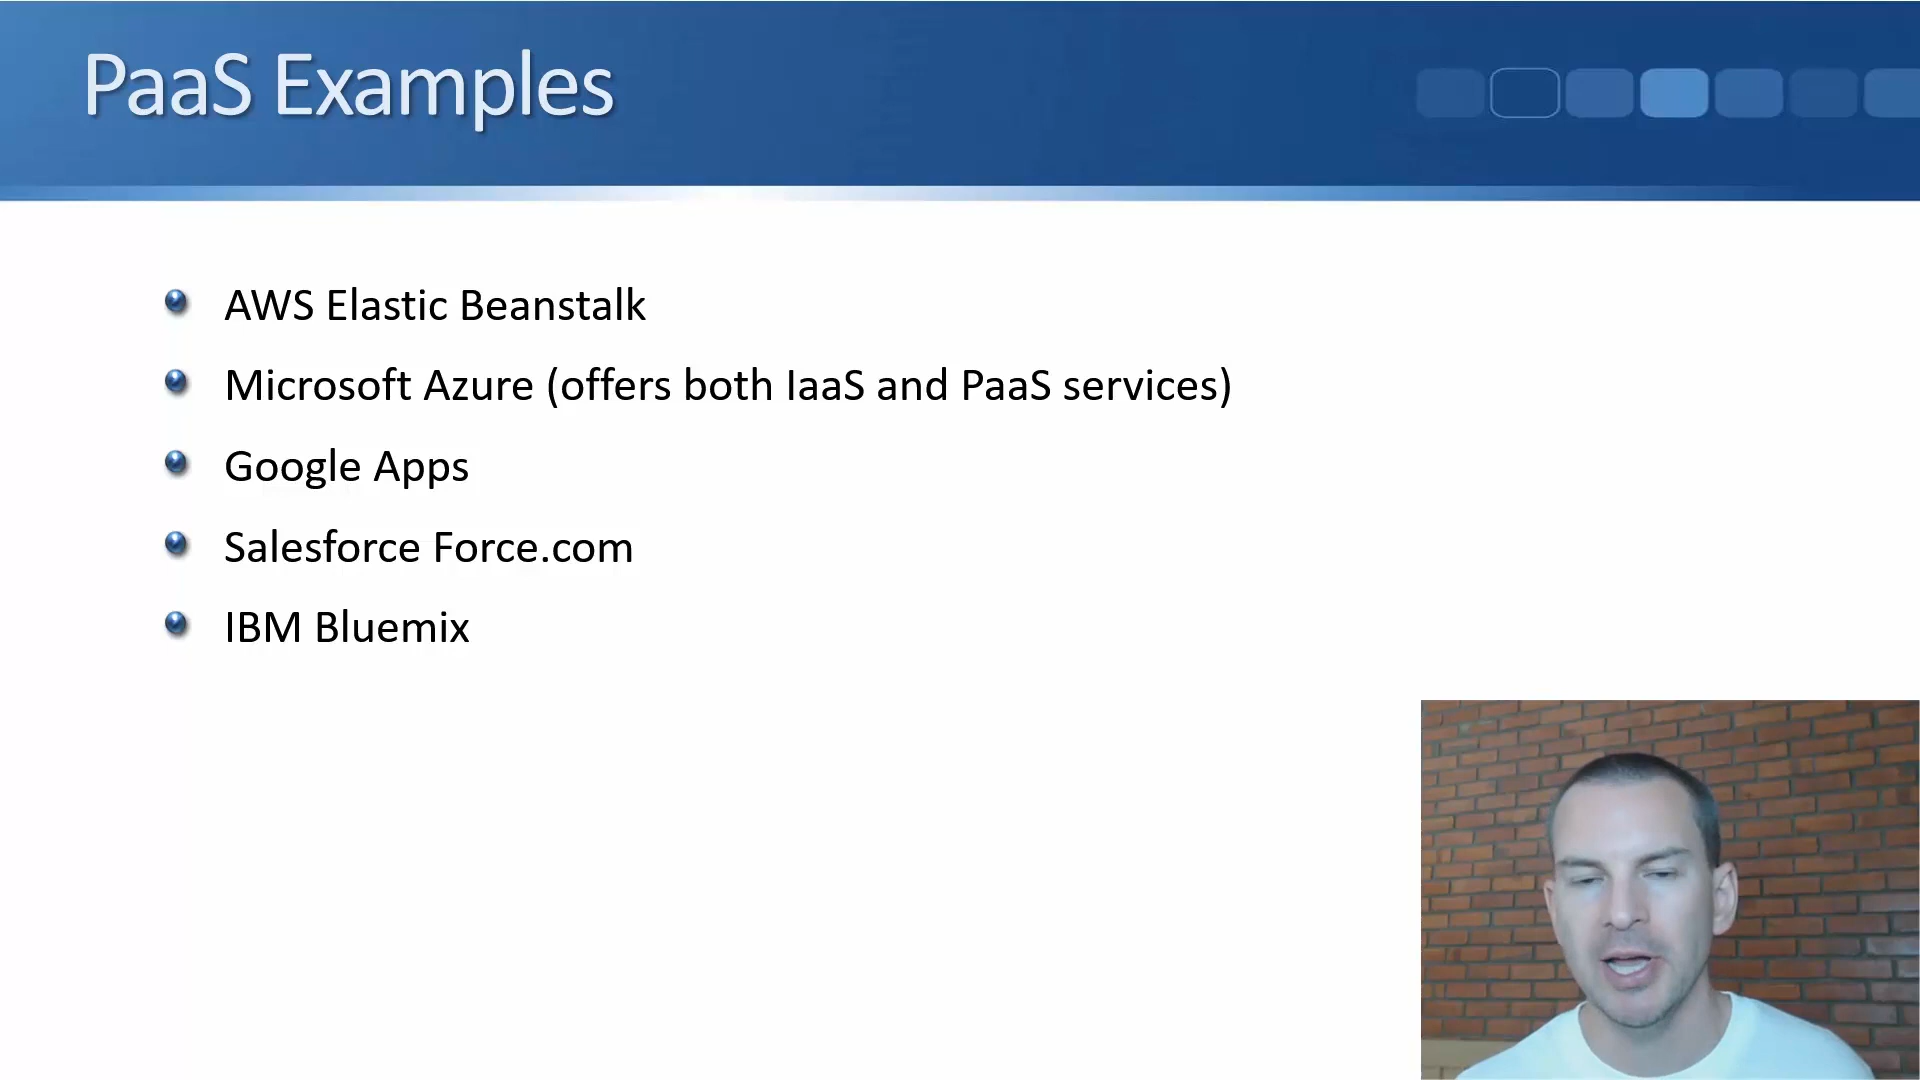 PaaS Examples
AWS Elastic Beanstalk
Microsoft Azure (offers both IaaS and PaaS services)
Google Apps
Salesforce Force.com
IBM Bluemix